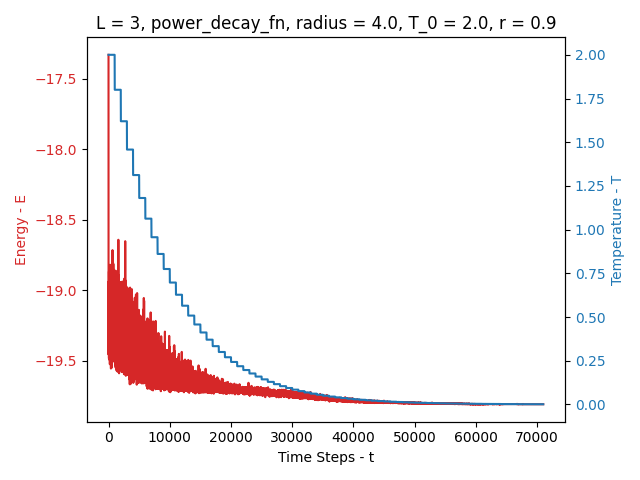 L = 3, power_decay_fn, radius = 4.0, T_0 = 2.0, r = 0.9
Energy - E
−17.5
−18.0
−18.5
−19.0
−19.5
2.00
1.75
1.50
1.25
1.00
0.75
0.50
0.25
0.00
Temperature - T
0 10000 20000 30000 40000 50000 60000 70000
Time Steps - t